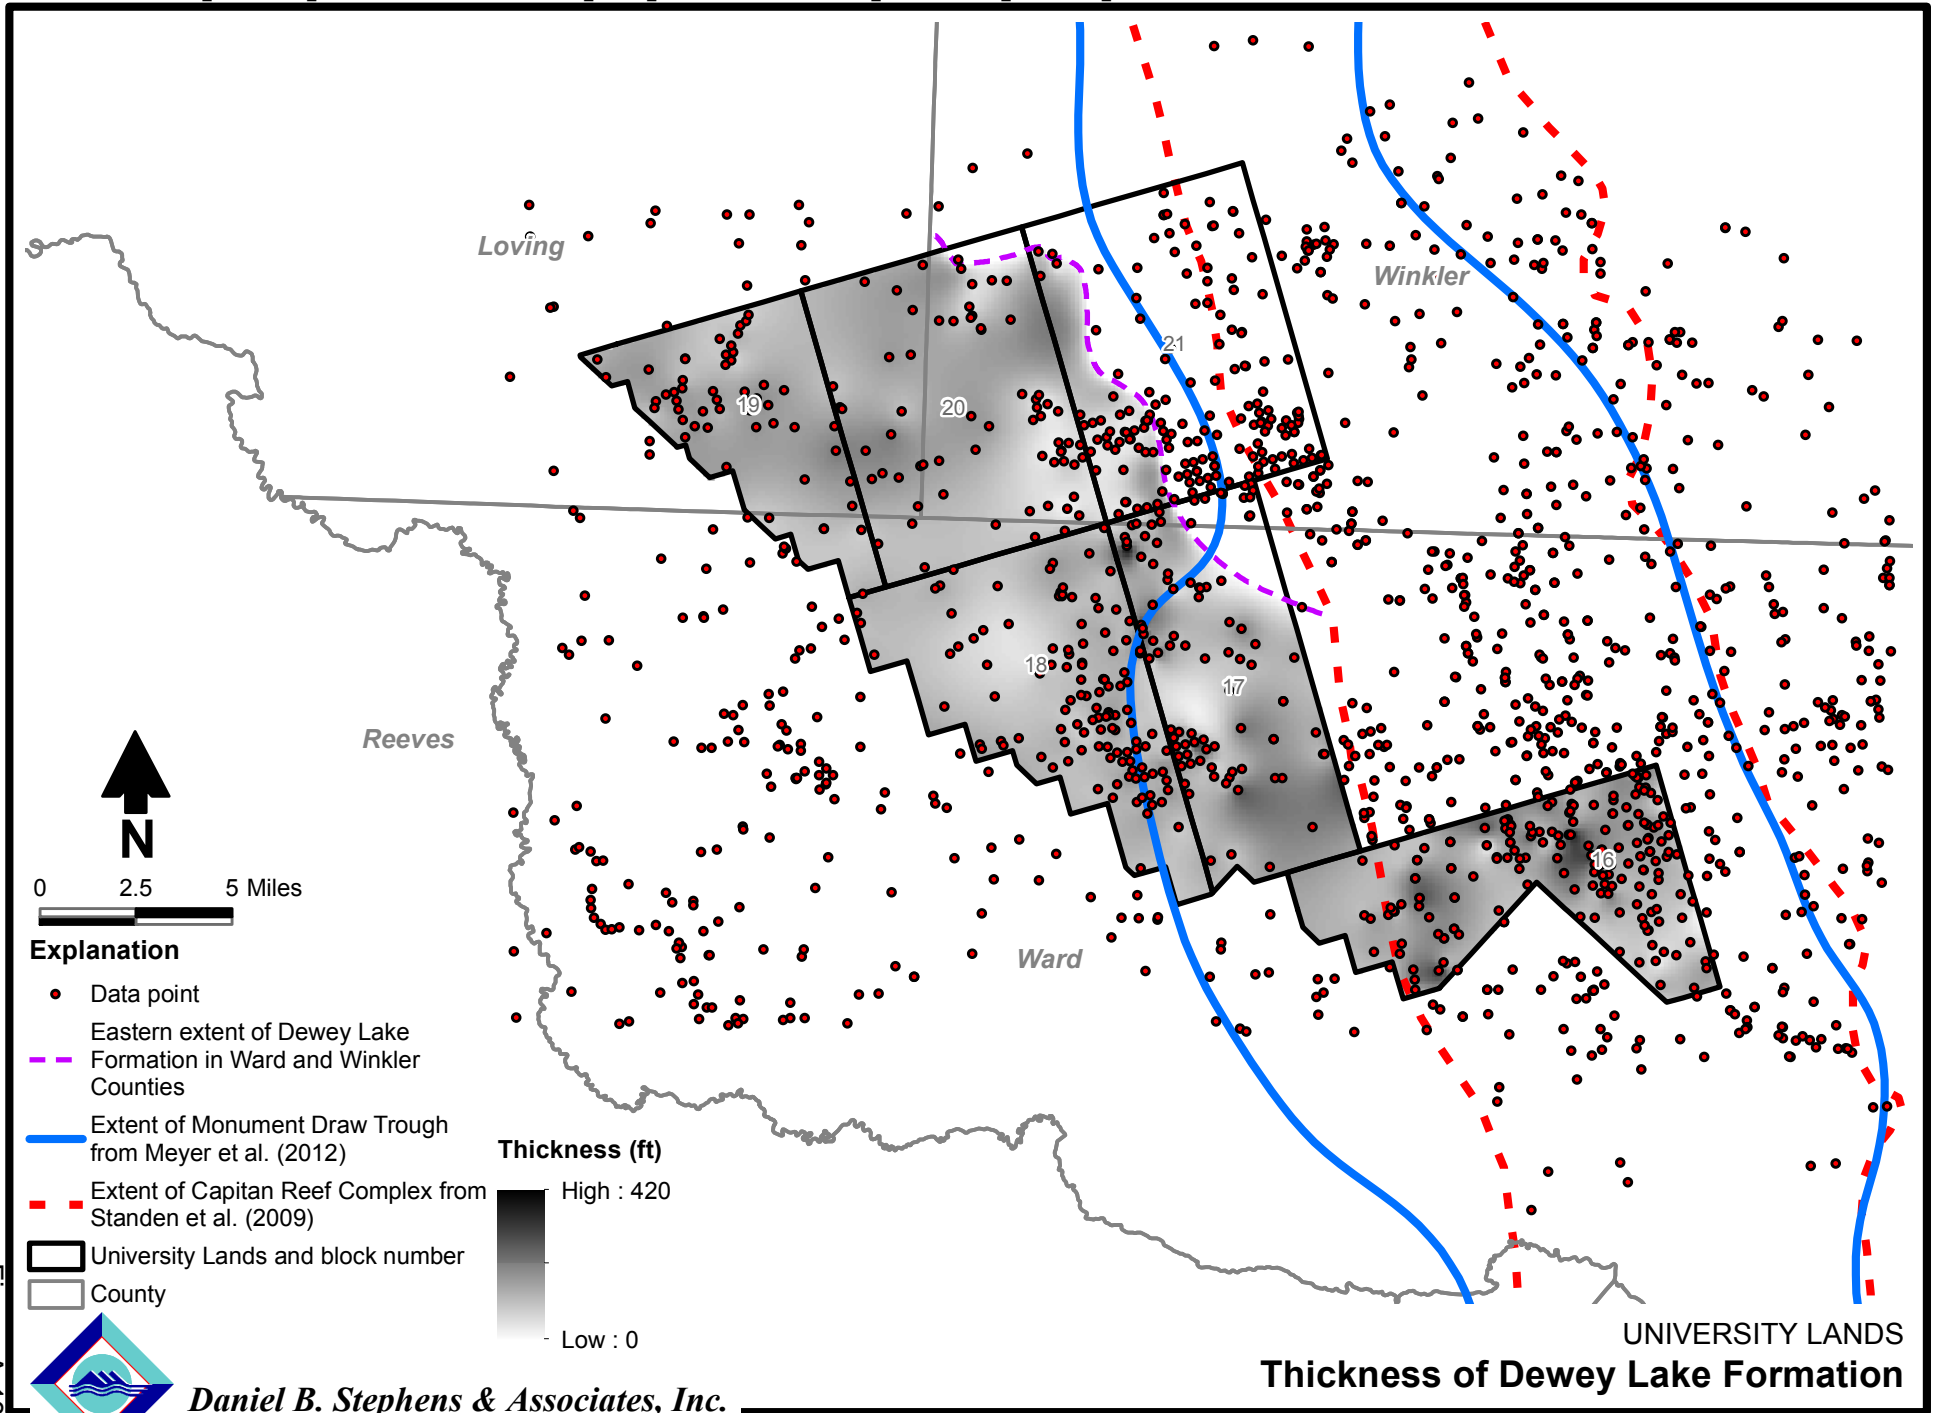 Loving
Winkler
21
19
20
18
17
Reeves
16
Ward
N
0 2.5 5 Miles
Explanation
Data point
Eastern extent of Dewey Lake
Formation in Ward and Winkler
Counties
Extent of Monument Draw Trough
from Meyer et al. (2012)
Extent of Capitan Reef Complex from
Standen et al. (2009)
University Lands and block number
County
Thickness (ft)
High : 420
Low : 0
UNIVERSITY LANDS
Thickness of Dewey Lake Formation
Daniel B. Stephens & Associates, Inc.